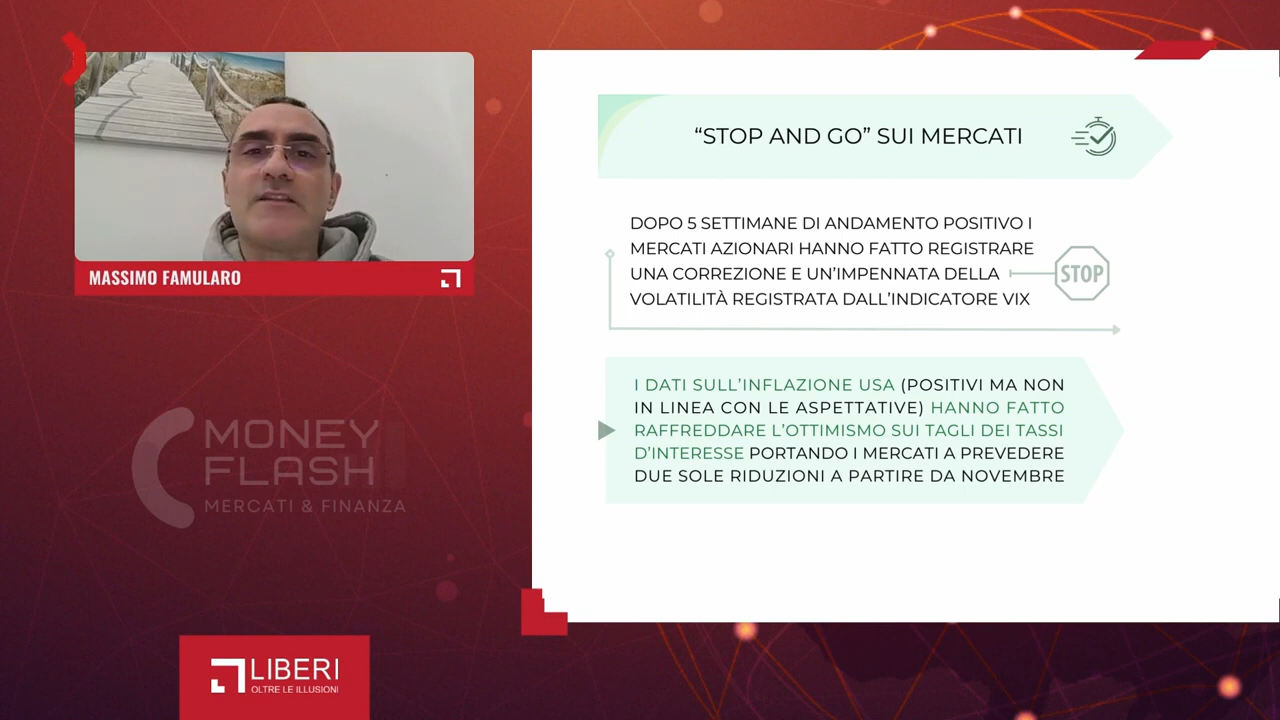 MASSIMO FAMULARO
MONEY
FLASH
MERCATI & FINANZA
LIBERI
OLTRE LE ILLUSIONI
“STOP AND GO” SUI MERCATI
DOPO 5 SETTIMANE DI ANDAMENTO POSITIVO I
MERCATI AZIONARI HANNO FATTO REGISTRARE
UNA CORREZIONE E UN’IMPENNATA DELLA
VOLATILITÀ REGISTRATA DALL’INDICATORE VIX
STOP
I DATI SULL’INFLAZIONE USA (POSITIVI MA NON
IN LINEA CON LE ASPETTATIVE) HANNO FATTO
RAFFREDDARE L’OTTIMISMO SUI TAGLI DEI TASSI
D’INTERESSE PORTANDO I MERCATI A PREVEDERE
DUE SOLE RIDUZIONI A PARTIRE DA NOVEMBRE